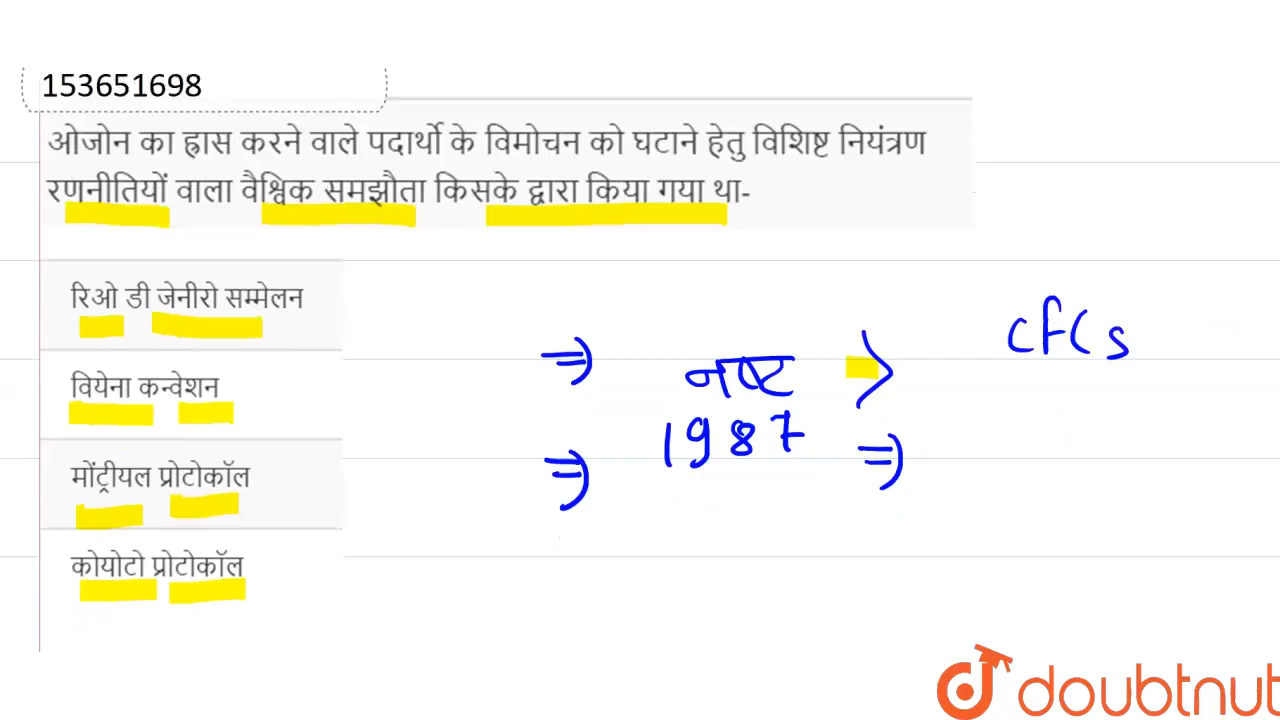 153651698
ओजोन का ह्रास करने वाले पदार्थो के विमोचन को घटाने हेतु विशिष्ट नियंत्रण
रणनीतियों वाला वैश्विक समझौता किसके द्वारा किया गया था-
रिओ डी जेनीरो सम्मेलन
वियेना कन्वेशन
मोंट्रीयल प्रोटोकॉल
कोयोटो प्रोटोकॉल
CFCs
⇒ नष्ट >
1987 ⇒
⇒
doubtnut